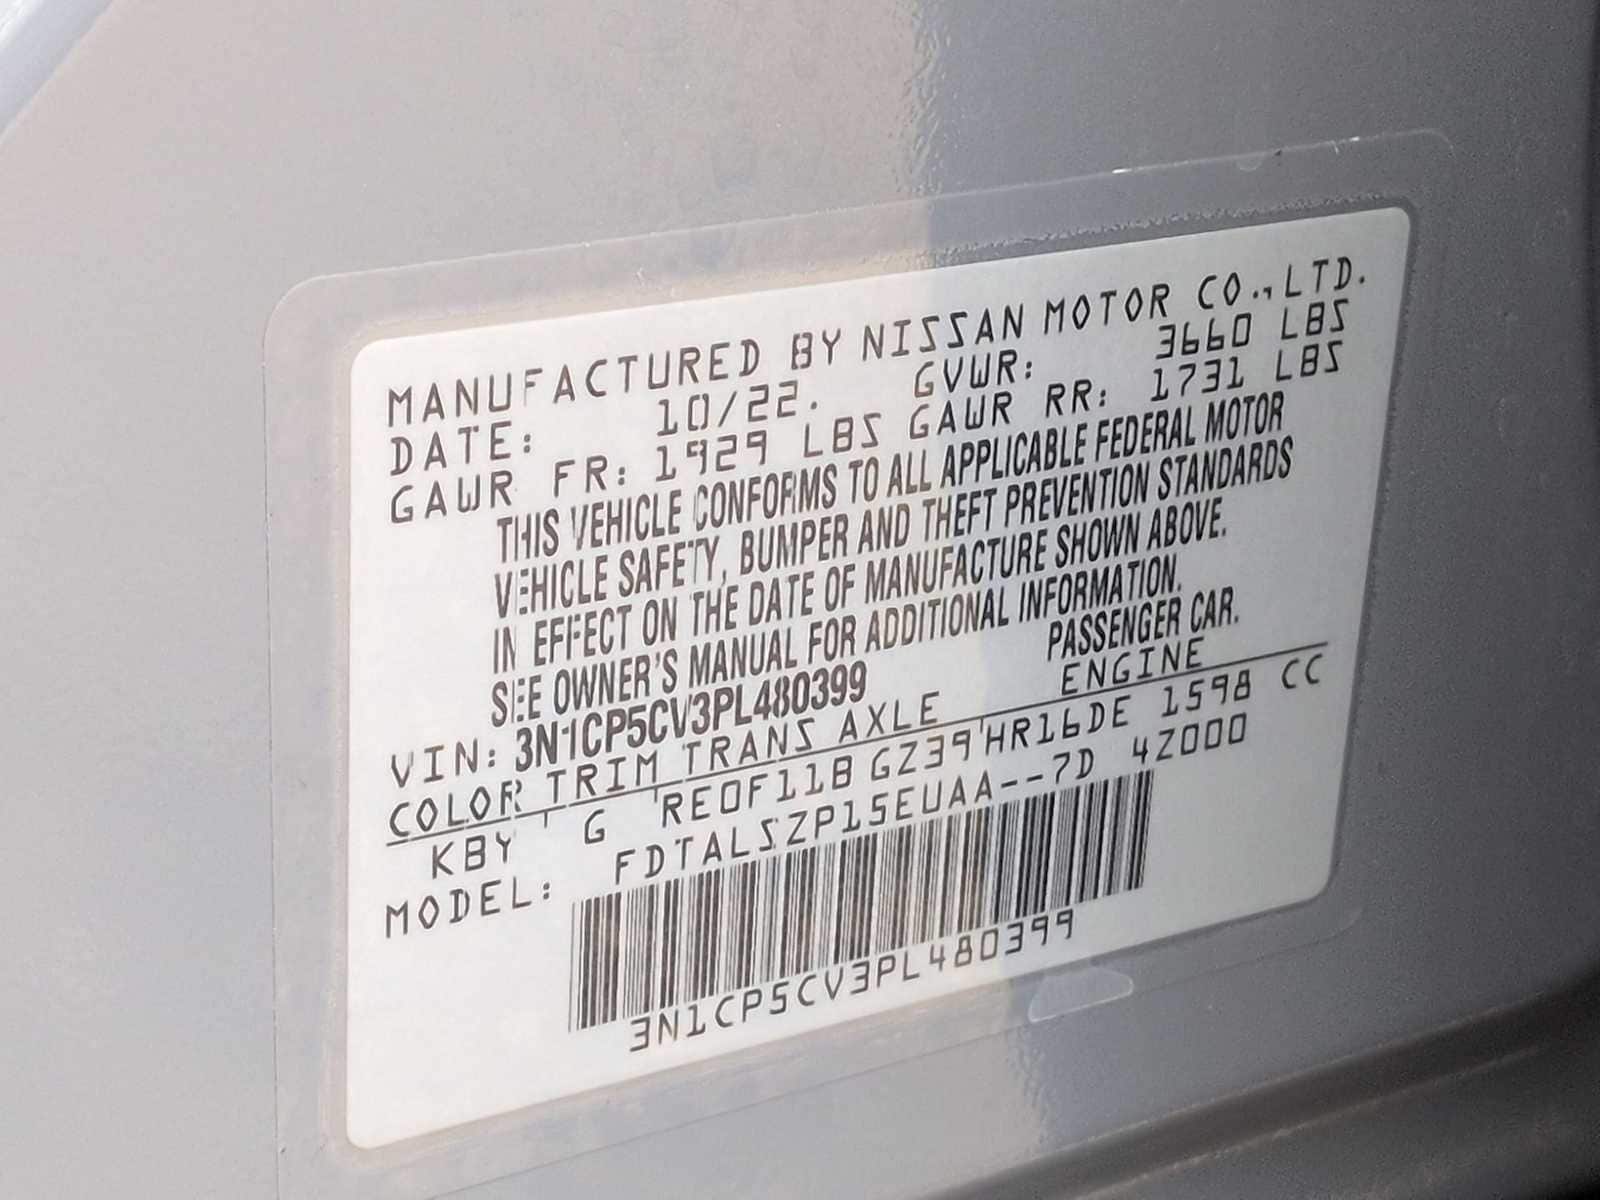 MANUFACTURED BY NISSAN MOTOR CO.,LTD.
DATE: 10/22. GVWR: 3660 LBS
GAWR FR: 1929 LBS GAWR RR: 1731 LBS
THIS VEHICLE CONFORMS TO ALL APPLICABLE FEDERAL MOTOR
VEHICLE SAFETY, BUMPER AND THEFT PREVENTION STANDARDS
IN EFFECT ON THE DATE OF MANUFACTURE SHOWN ABOVE.
SEE OWNER'S MANUAL FOR ADDITIONAL INFORMATION.
VIN: 3N1CP5CV3PL480399 PASSENGER CAR.
COLOR TRIM TRANS AXLE ENGINE
KBY G RE0F11B GZ39 HR16DE 1598 CC
MODEL: FDTALSZP15EUAA--7D 4Z000
3N1CP5CV3PL480399